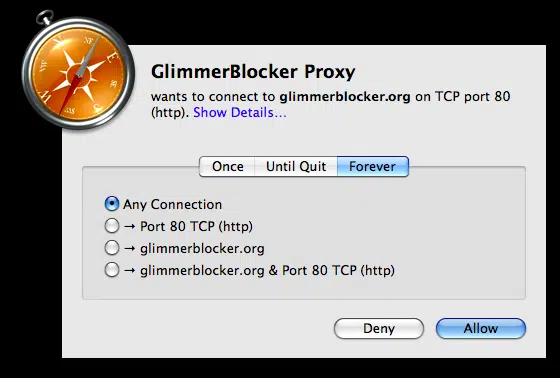 GlimmerBlocker Proxy
wants to connect to glimmerblocker.org on TCP port 80
(http). Show Details...
Once Until Quit Forever
Any Connection
→ Port 80 TCP (http)
→ glimmerblocker.org
→ glimmerblocker.org & Port 80 TCP (http)
Deny Allow